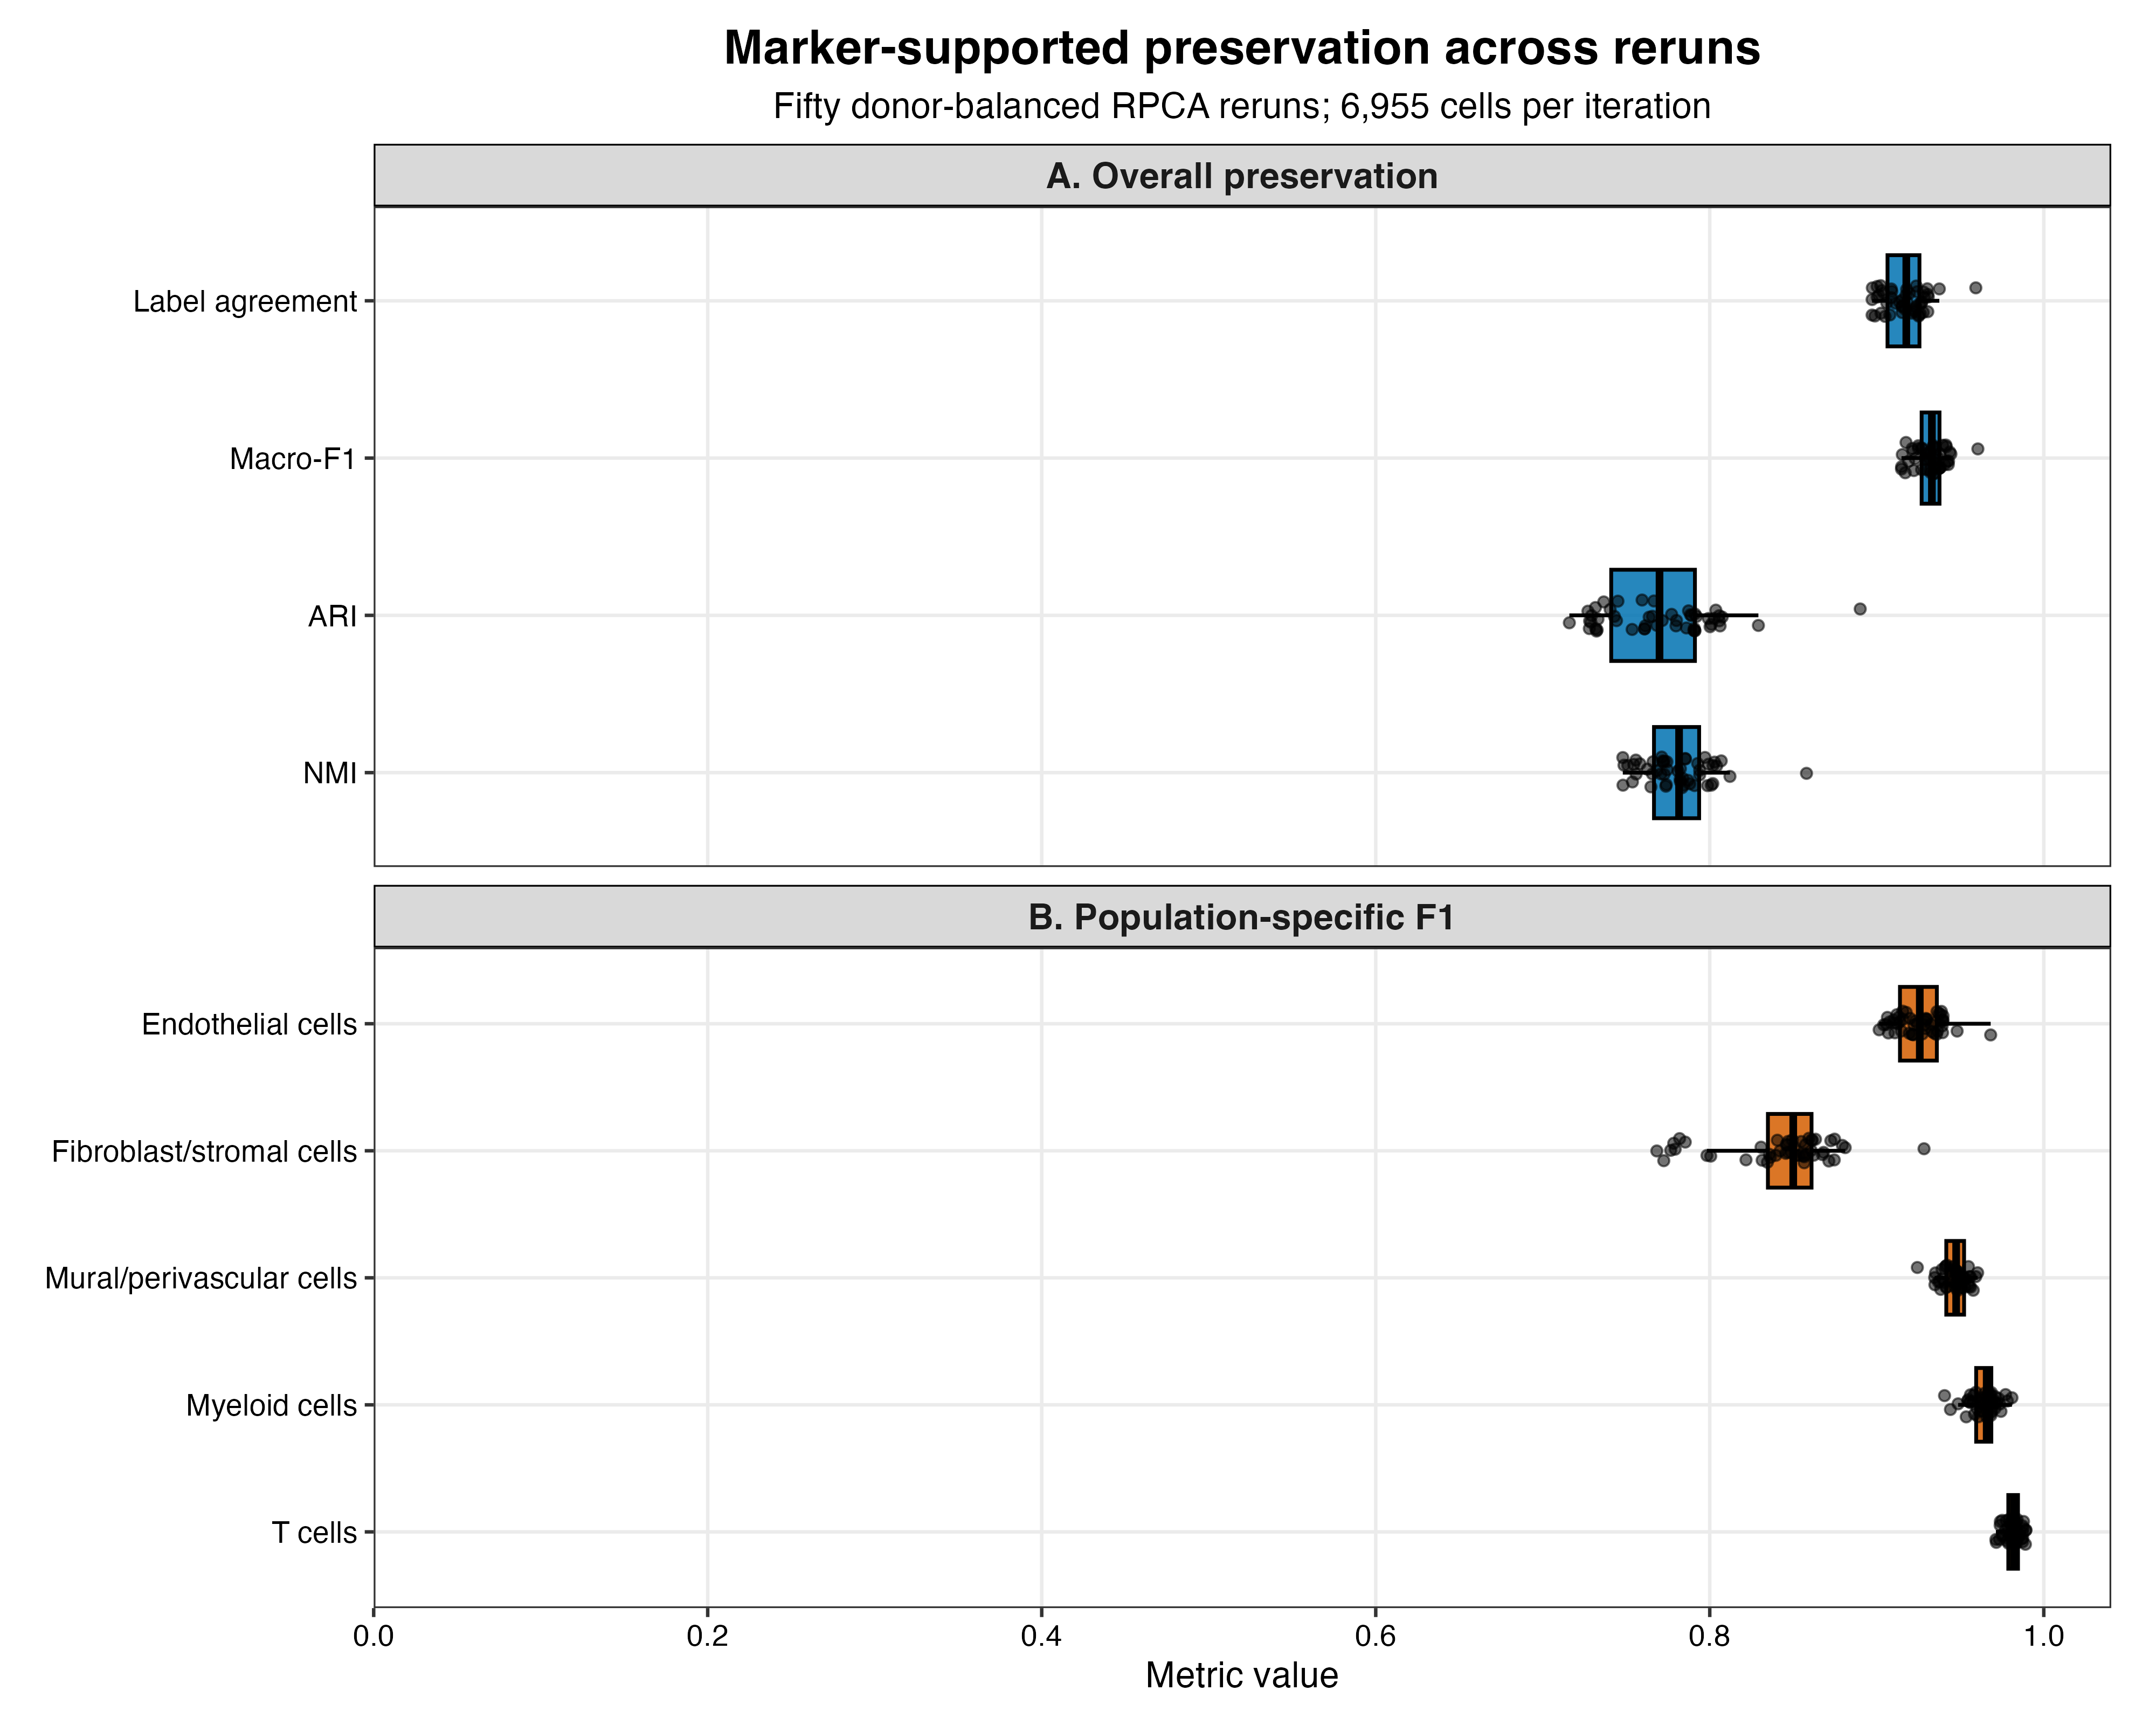 Marker-supported preservation across reruns
Fifty donor-balanced RPCA reruns; 6,955 cells per iteration
A. Overall preservation
Label agreement
Macro-F1
ARI
NMI
B. Population-specific F1
Endothelial cells
Fibroblast/stromal cells
Mural/perivascular cells
Myeloid cells
T cells
0.0 0.2 0.4 0.6 0.8 1.0
Metric value